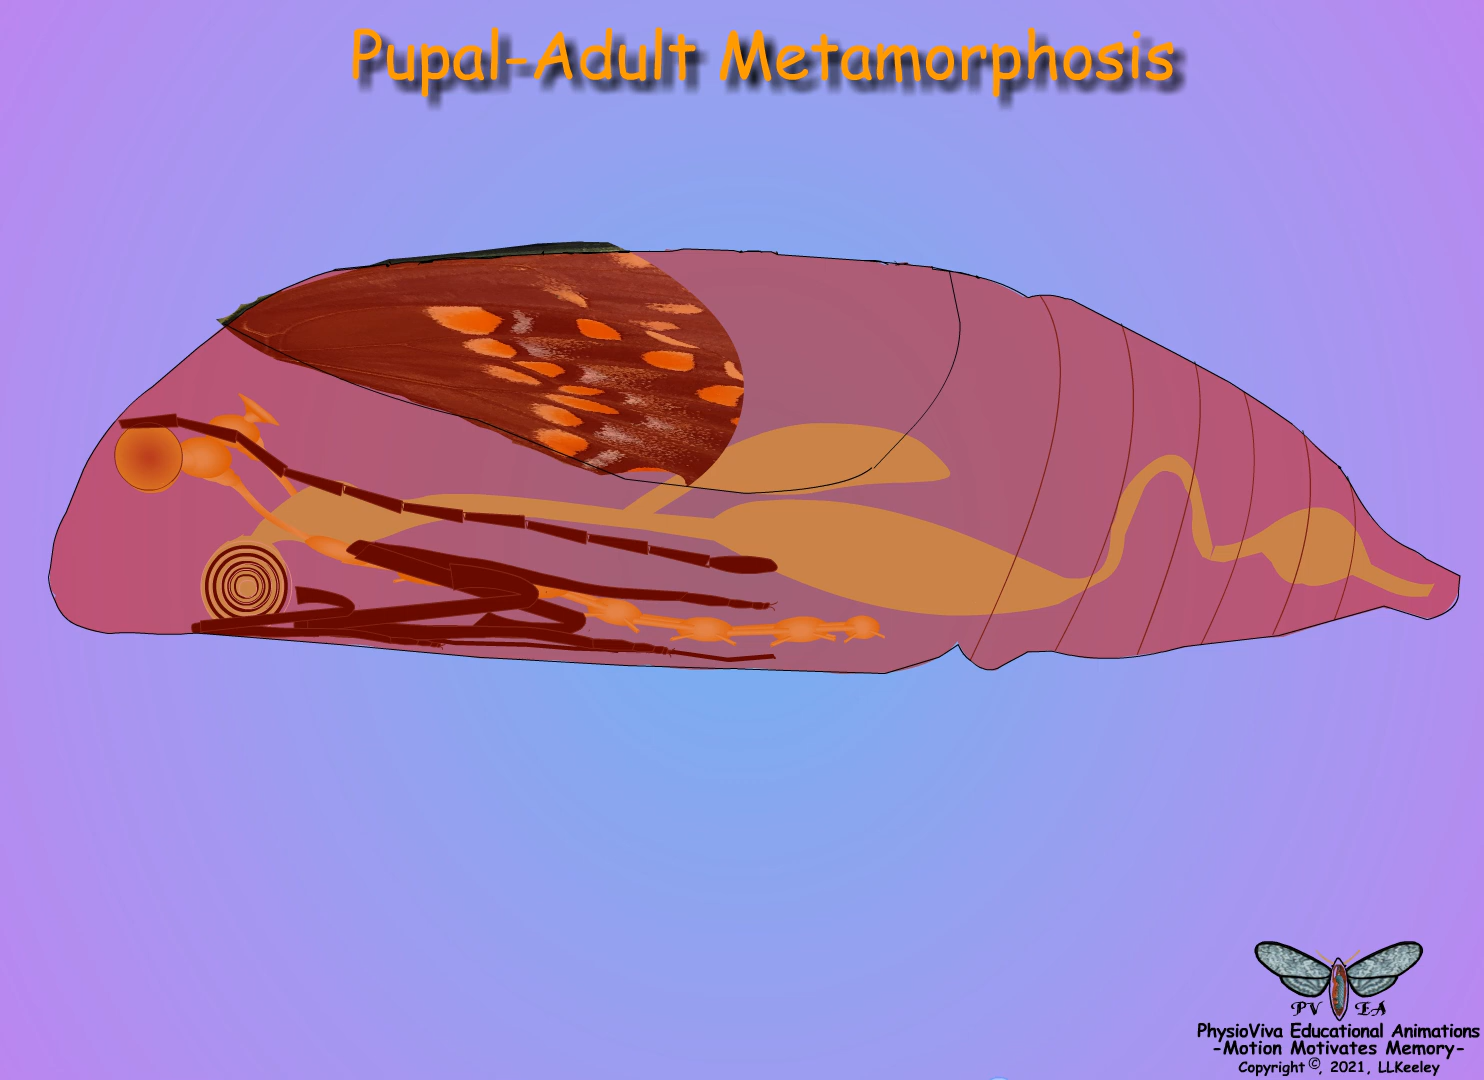 Pupal-Adult Metamorphosis
PV EA
PhysioViva Educational Animations
-Motion Motivates Memory-
Copyright ©, 2021, LLKeeley